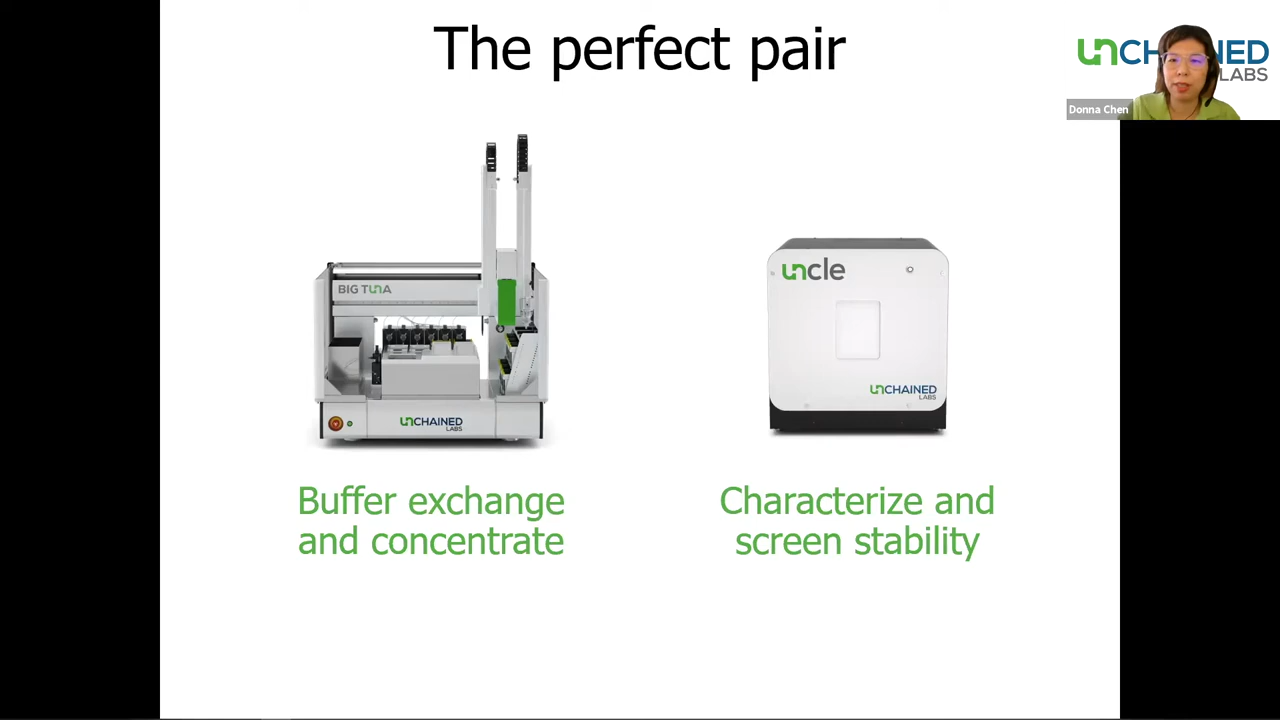 The perfect pair
UNCHAINED
LABS
Donna Chen
BIG TUNA
UNCHAINED
LABS
uncle
UNCHAINED
LABS
Buffer exchange
and concentrate
Characterize and
screen stability